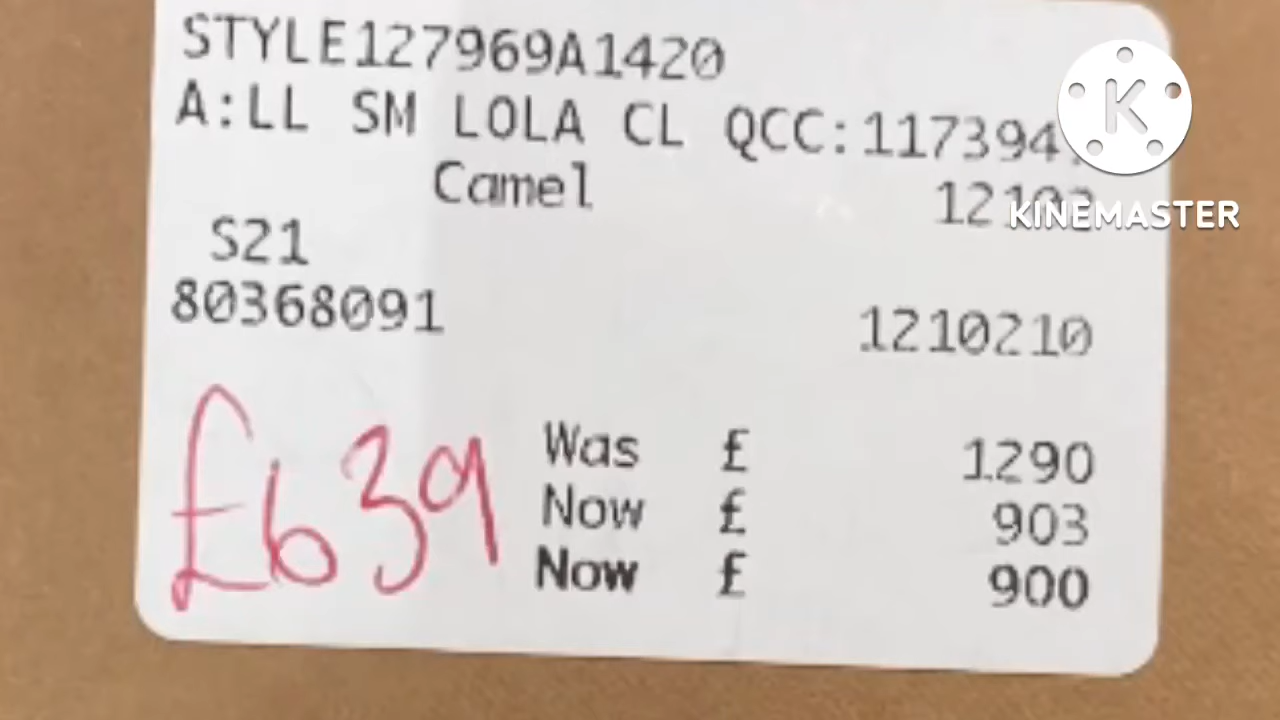 STYLE127969A1420
A:LL SM LOLA CL QCC:117394
Camel
S21
80368091 1210210
£639
Was £ 1290
Now £ 903
Now £ 900
K
KINEMASTER